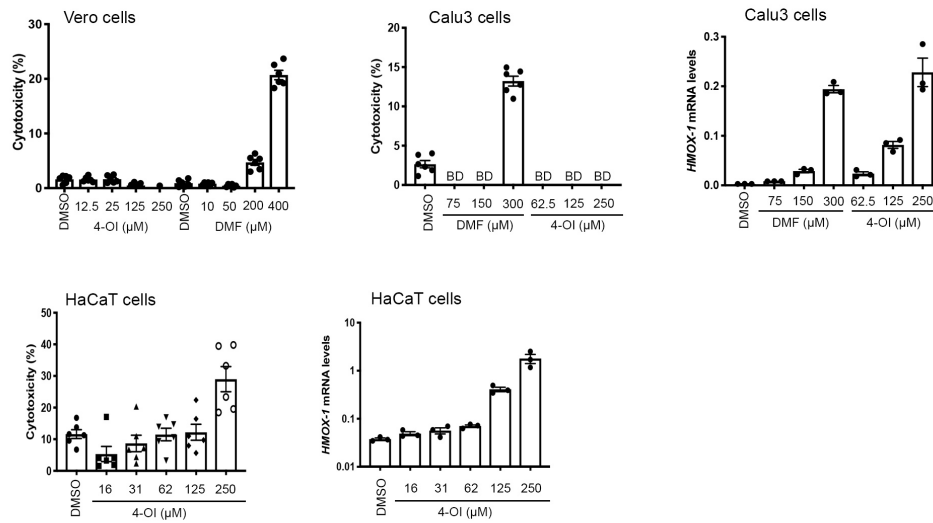 Vero cells
Cytotoxicity (%)
30
20
10
0
DMSO 12.5 25 125 250 DMSO 10 50 200 400
4-OI (µM) DMF (µM)
Calu3 cells
Cytotoxicity (%)
20
15
10
5
0
BD BD BD BD BD
DMSO 75 150 300 62.5 125 250
DMF (µM) 4-OI (µM)
Calu3 cells
HMOX-1 mRNA levels
0.3
0.2
0.1
0.0
DMSO 75 150 300 62.5 125 250
DMF (µM) 4-OI (µM)
HaCaT cells
Cytotoxicity (%)
50
40
30
20
10
0
DMSO 16 31 62 125 250
4-OI (µM)
HaCaT cells
HMOX-1 mRNA levels
10
1
0.1
0.01
DMSO 16 31 62 125 250
4-OI (µM)